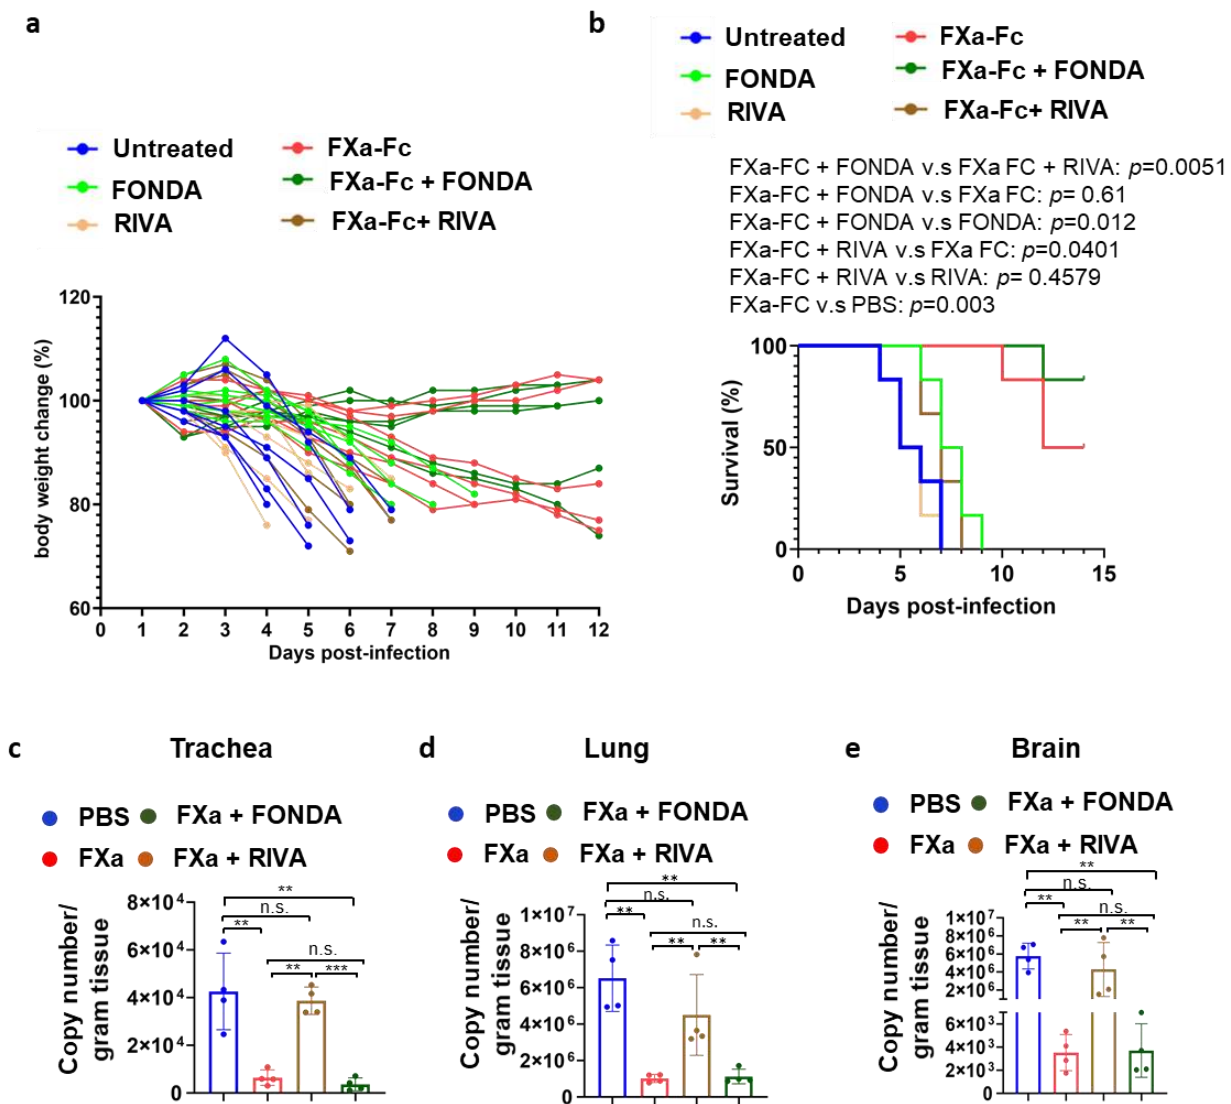 a
Untreated
FXa-Fc
FONDA
FXa-Fc + FONDA
RIVA
FXa-Fc+ RIVA
body weight change (%)
120
100
80
60
0 1 2 3 4 5 6 7 8 9 10 11 12
Days post-infection
b
Untreated
FXa-Fc
FONDA
FXa-Fc + FONDA
RIVA
FXa-Fc+ RIVA
FXa-FC + FONDA v.s FXa FC + RIVA: p=0.0051
FXa-FC + FONDA v.s FXa FC: p= 0.61
FXa-FC + FONDA v.s FONDA: p=0.012
FXa-FC + RIVA v.s FXa FC: p=0.0401
FXa-FC + RIVA v.s RIVA: p= 0.4579
FXa-FC v.s PBS: p=0.003
Survival (%)
100
50
0
0 5 10 15
Days post-infection
c Trachea
PBS FXa + FONDA
FXa FXa + RIVA
Copy number/
gram tissue
8×10⁴
6×10⁴
4×10⁴
2×10⁴
0
**
n.s.
**
n.s.
** ***
d Lung
PBS FXa + FONDA
FXa FXa + RIVA
Copy number/
gram tissue
1×10⁷
8×10⁶
6×10⁶
4×10⁶
2×10⁶
0
**
n.s.
**
n.s.
** **
e Brain
PBS FXa + FONDA
FXa FXa + RIVA
Copy number/
gram tissue
1×10⁷
8×10⁶
6×10⁶
4×10⁶
2×10⁶
6×10³
4×10³
2×10³
0
**
n.s.
**
n.s.
** **